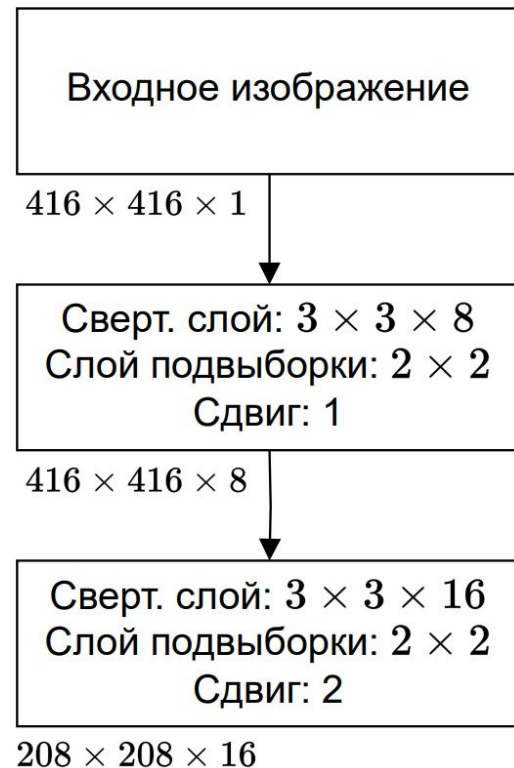 Входное изображение
416 × 416 × 1
Сверт. слой: 3 × 3 × 8
Слой подвыборки: 2 × 2
Сдвиг: 1
416 × 416 × 8
Сверт. слой: 3 × 3 × 16
Слой подвыборки: 2 × 2
Сдвиг: 2
208 × 208 × 16